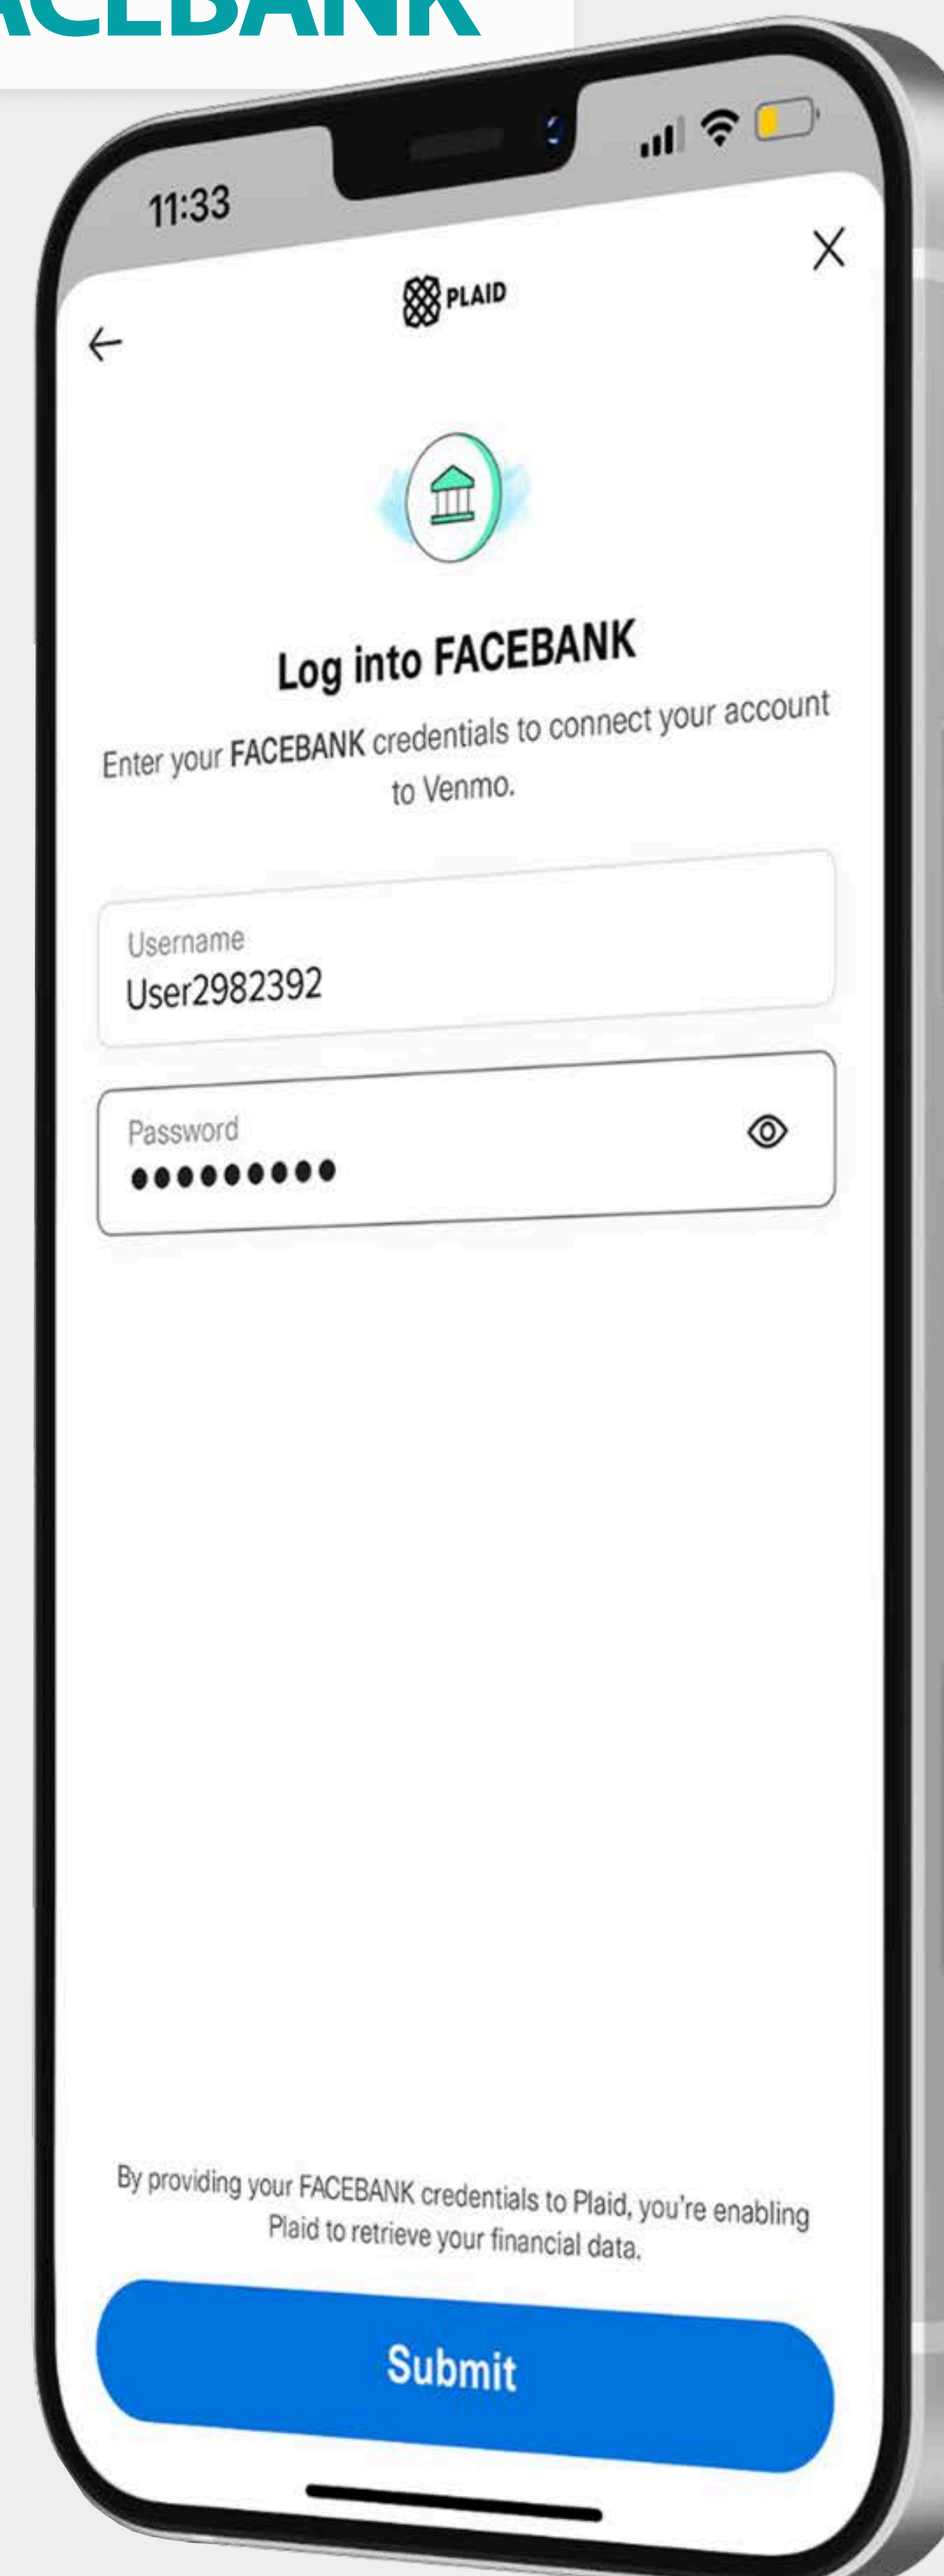 ACEBANK
11:33
PLAID
Log into FACEBANK
Enter your FACEBANK credentials to connect your account
to Venmo.
Username
User2982392
Password
•••••••••
By providing your FACEBANK credentials to Plaid, you're enabling
Plaid to retrieve your financial data.
Submit